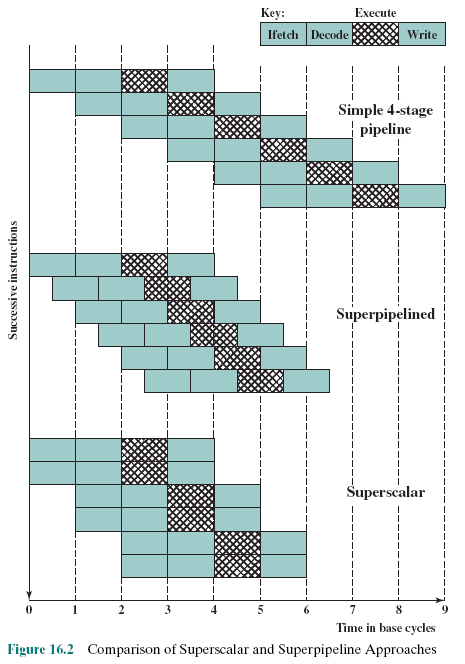 Key:
Execute
Ifetch Decode Write
Simple 4-stage
pipeline
Successive instructions
Superpipelined
Superscalar
0 1 2 3 4 5 6 7 8 9
Time in base cycles
Figure 16.2 Comparison of Superscalar and Superpipeline Approaches